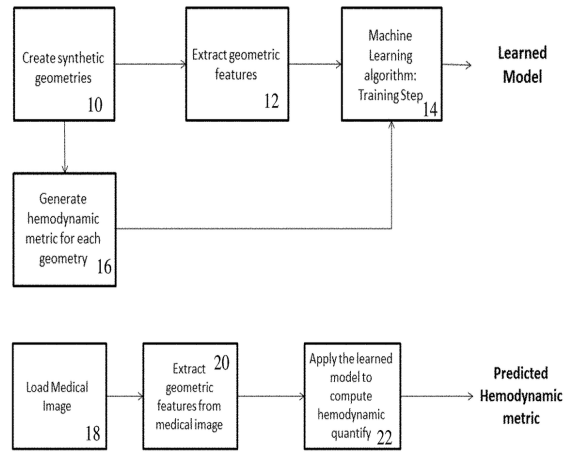 Create synthetic
geometries
10
Extract geometric
features
12
Machine
Learning
algorithm:
Training Step
14
Learned
Model
Generate
hemodynamic
metric for each
geometry
16
Load Medical
Image
18
Extract 20
geometric
features from
medical image
Apply the learned
model to
compute
hemodynamic
quantify 22
Predicted
Hemodynamic
metric